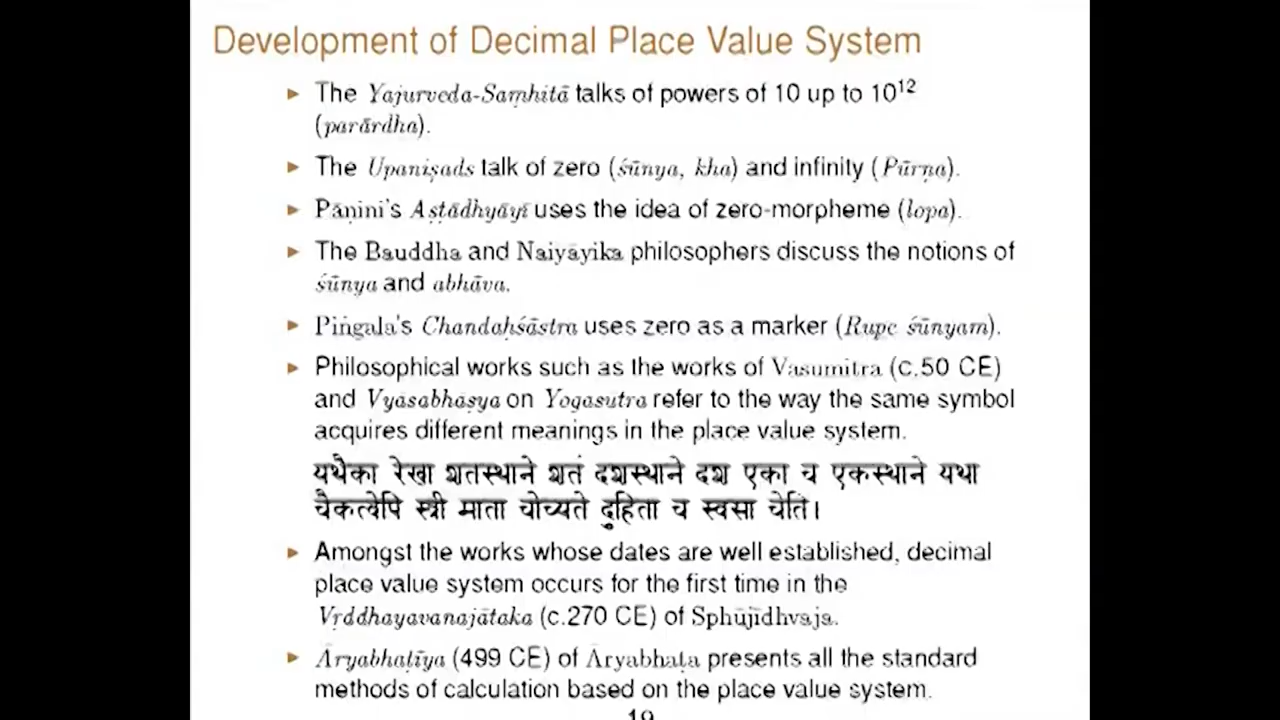 Development of Decimal Place Value System
► The Yajurveda-Saṃhitā talks of powers of 10 up to 10¹²
(parārdha).
► The Upaniṣads talk of zero (śūnya, kha) and infinity (Pūrṇa).
► Pāṇini's Aṣṭādhyāyī uses the idea of zero-morpheme (lopa).
► The Bauddha and Naiyāyika philosophers discuss the notions of
śūnya and abhāva.
► Piṅgala's Chandaḥśāstra uses zero as a marker (Rupe śūnyam).
► Philosophical works such as the works of Vasumitra (c.50 CE)
and Vyasabhaṣya on Yogasutra refer to the way the same symbol
acquires different meanings in the place value system.
यथैका रेखा शतस्थाने शतं दशस्थाने दश एका च एकस्थाने यथा
चैकत्वेपि स्त्री माता चोच्यते दुहिता च स्वसा चेति।
► Amongst the works whose dates are well established, decimal
place value system occurs for the first time in the
Vṛddhayavanajātaka (c.270 CE) of Sphujidhvaja.
► Āryabhaṭīya (499 CE) of Āryabhaṭa presents all the standard
methods of calculation based on the place value system.
19